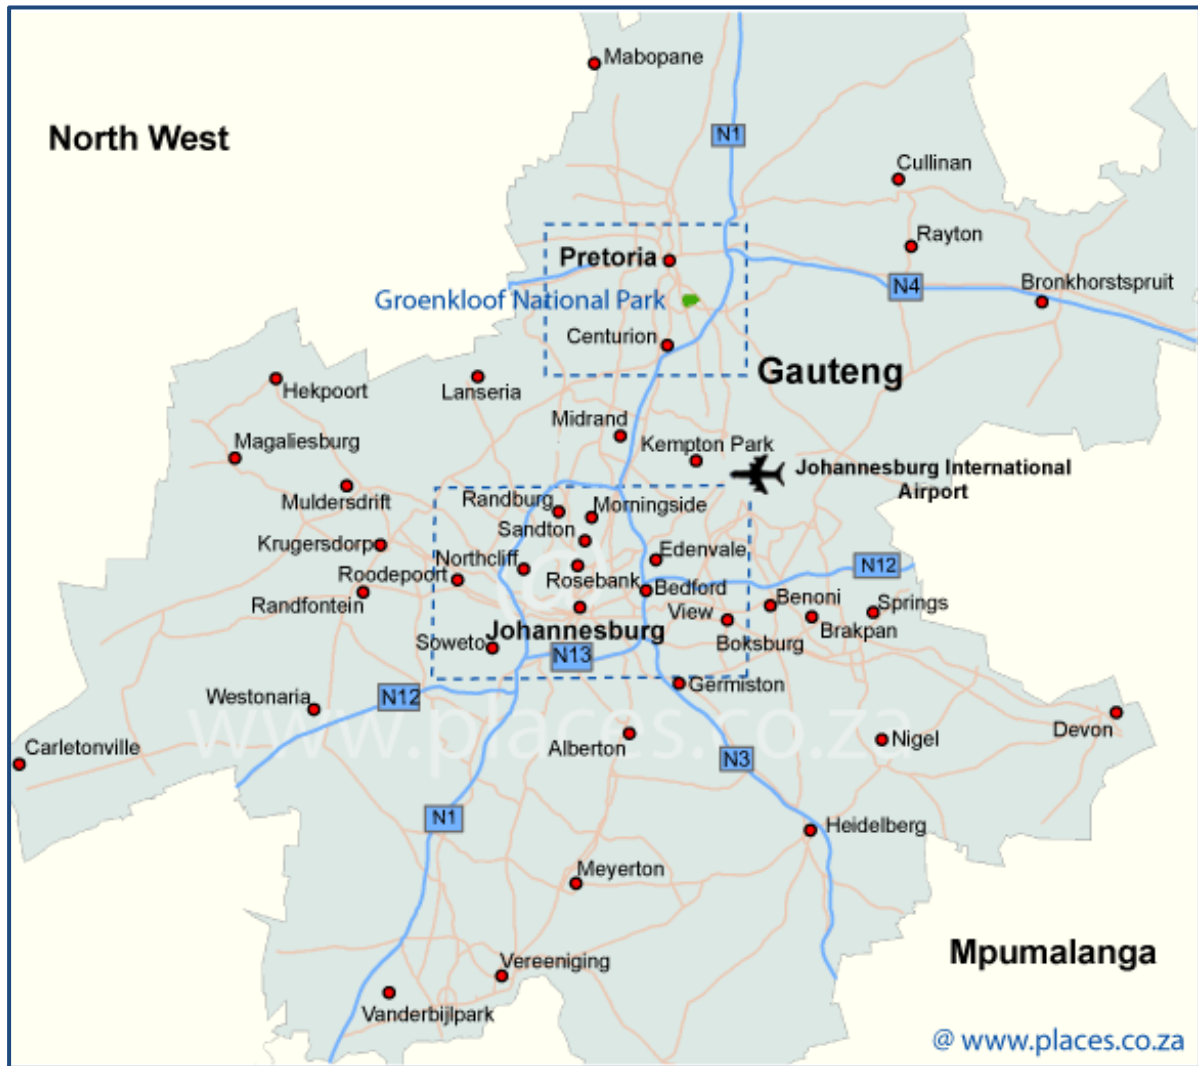 Mabopane
North West
N1
Cullinan
Rayton
Pretoria
N4
Bronkhorstspruit
Groenkloof National Park
Centurion
Gauteng
Hekpoort
Lanseria
Midrand
Magaliesburg
Kempton Park
Johannesburg International
Airport
Muldersdrift
Randburg
Morningside
Sandton
Krugersdorp
Northcliff
Edenvale
Roodepoort
Rosebank
N12
Randfontein
Bedford
View
Benoni
Springs
Brakpan
Johannesburg
Soweto
Boksburg
N13
Germiston
Westonaria
N12
www.places.co.za
@
Devon
Carletonville
Alberton
Nigel
N3
N1
Heidelberg
Meyerton
Mpumalanga
Vereeniging
Vanderbijlpark
@ www.places.co.za